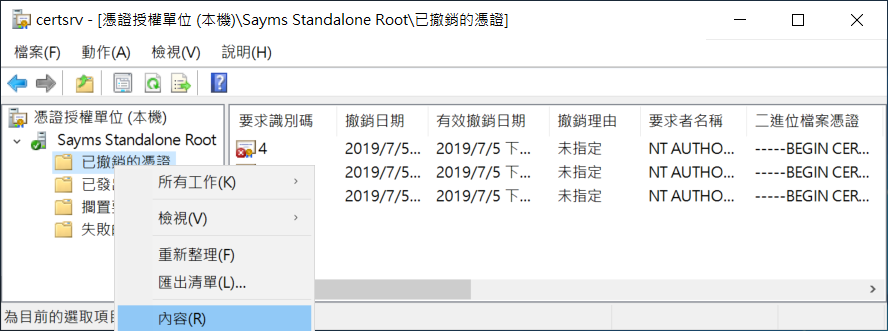 certsrv - [憑證授權單位 (本機)\Sayms Standalone Root\已撤銷的憑證]
檔案(F) 動作(A) 檢視(V) 說明(H)
憑證授權單位 (本機)
Sayms Standalone Root
已撤銷的憑證
已發出
擱置
失敗
所有工作(K)
檢視(V)
重新整理(F)
匯出清單(L)...
內容(R)
要求識別碼 撤銷日期 有效撤銷日期 撤銷理由 要求者名稱 二進位檔案憑證
4 2019/7/5... 2019/7/5 下... 未指定 NT AUTHO... -----BEGIN CER...
2019/7/5... 2019/7/5 下... 未指定 NT AUTHO... -----BEGIN CER...
2019/7/5... 2019/7/5 下... 未指定 NT AUTHO... -----BEGIN CER...
為目前的選取項